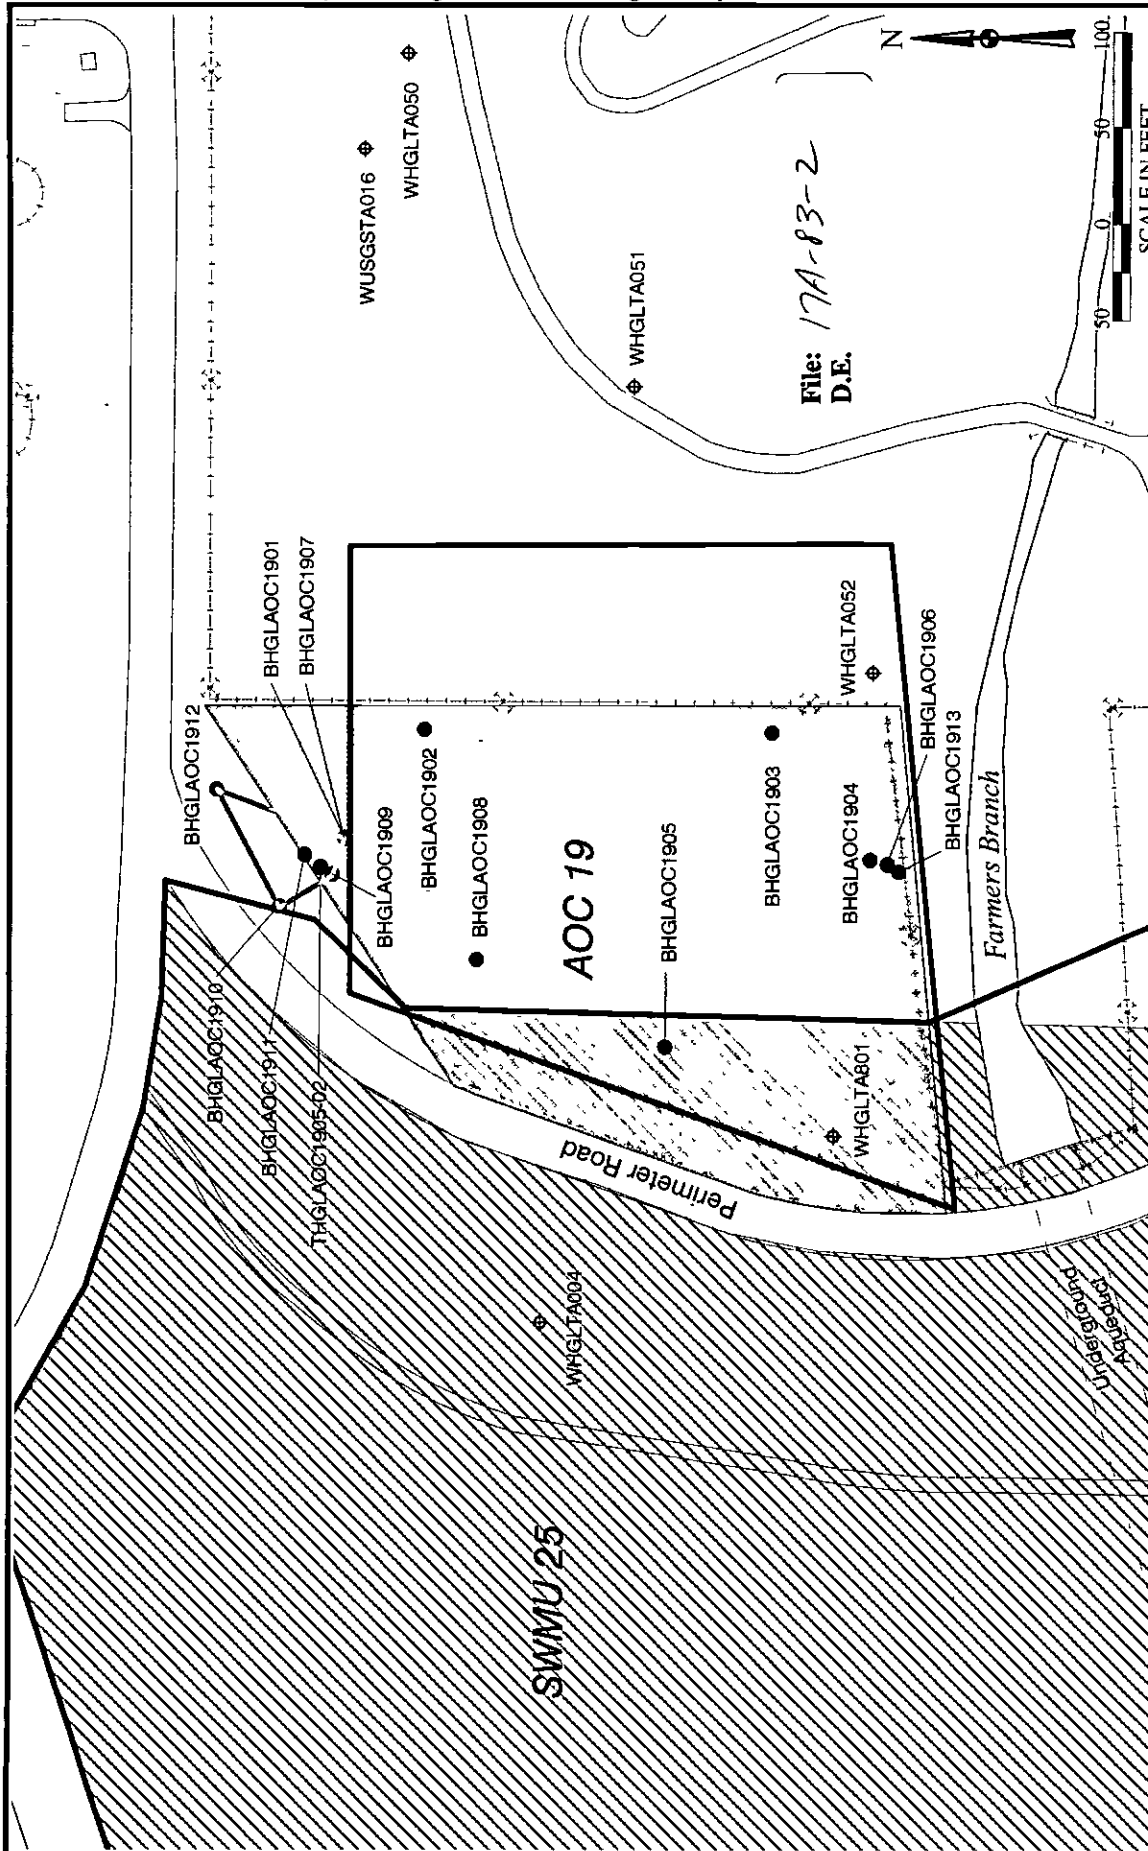 N
WUSGSTA016
WHGLTA050
WHGLTA051
File: 17A-83-2
D.E.
100
50
0
50
SCALE IN FEET
BHGLAOC1912
BHGLAOC1901
BHGLAOC1907
BHGLAOC1910
BHGLAOC1911
THGLAOC1905-02
BHGLAOC1909
BHGLAOC1902
BHGLAOC1908
AOC 19
BHGLAOC1905
BHGLAOC1903
BHGLAOC1904
WHGLTA052
BHGLAOC1906
BHGLAOC1913
WHGLTA801
Perimeter Road
Farmers Branch
WHGLTA004
SWMU 25
Underground
Aqueduct